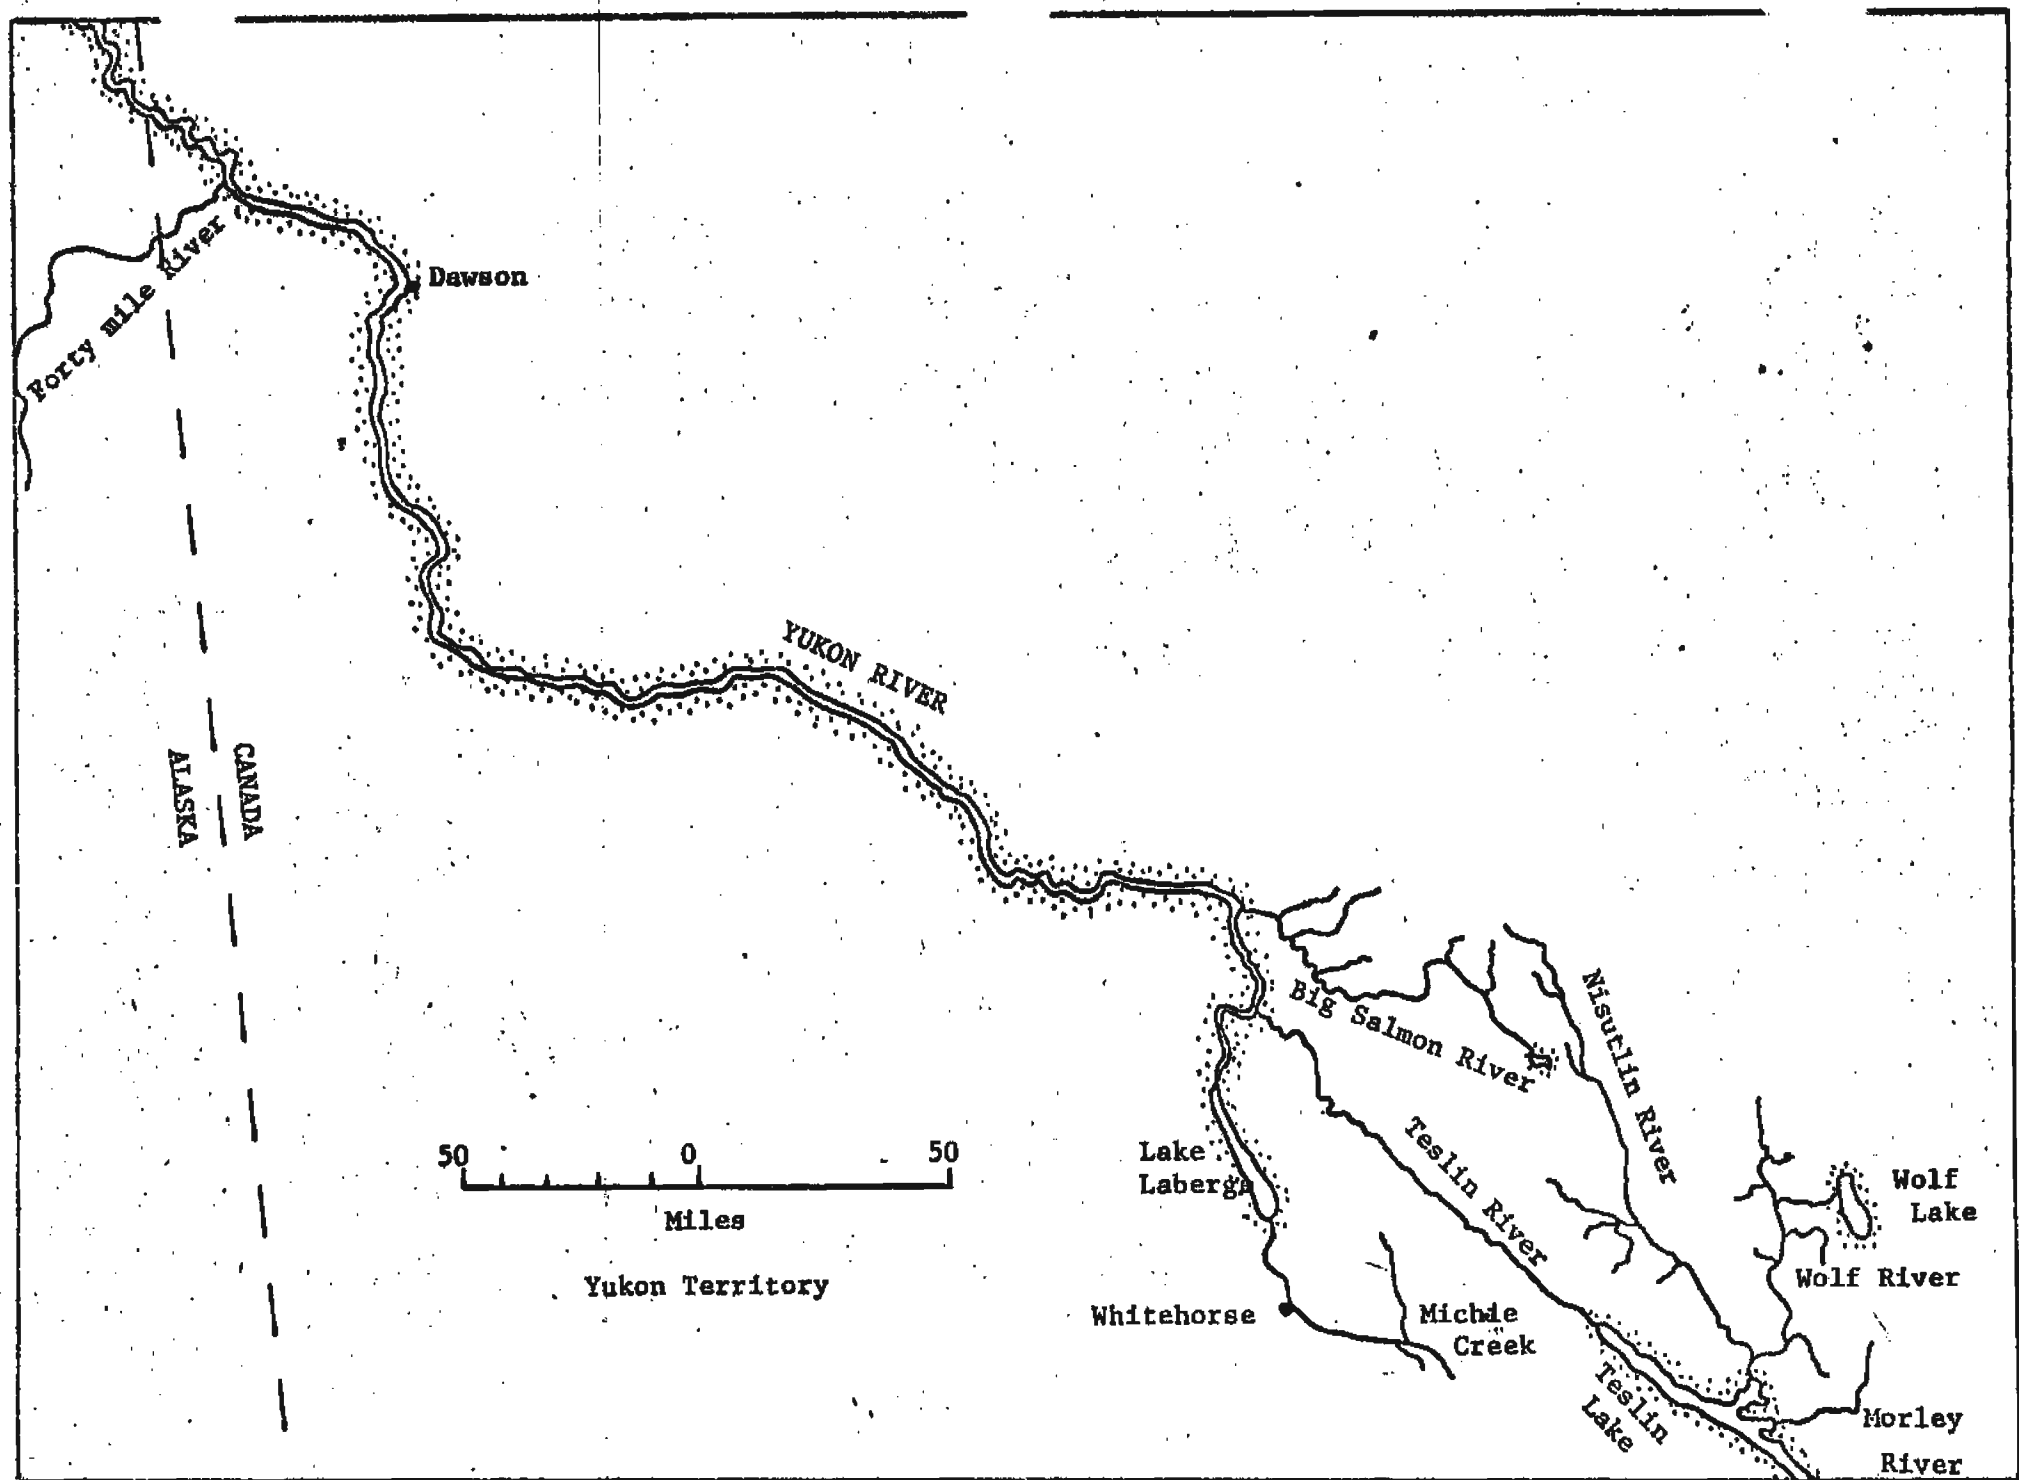 Dawson
Forty mile River
YUKON RIVER
CANADA
ALASKA
Big Salmon River
Nisutlin River
Teslin River
50 0 50
Miles
Yukon Territory
Lake
Laberge
Wolf
Lake
Wolf River
Whitehorse
Michie
Creek
Teslin
Lake
Morley
River